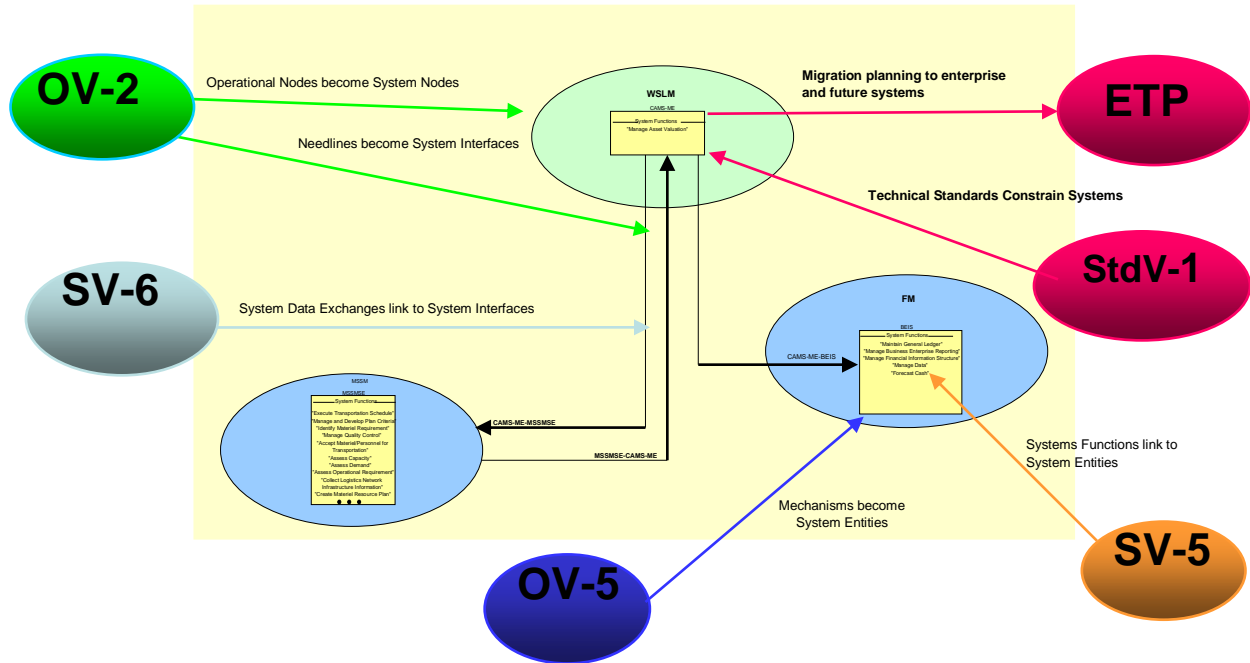 OV-2
Operational Nodes become System Nodes
Needlines become System Interfaces
WSLM
CAMS-ME
System Functions
"Manage Asset Valuation"
Migration planning to enterprise
and future systems
ETP
Technical Standards Constrain Systems
StdV-1
SV-6
System Data Exchanges link to System Interfaces
FM
BEIS
System Functions
"Maintain General Ledger"
"Manage Business Enterprise Reporting"
"Manage Financial Information Structure"
"Manage Data"
"Forecast Cash"
CAMS-ME-BEIS
MSSM
MSSMSE
System Functions
"Execute Transportation Schedule"
"Manage and Develop Plan Criteria"
"Identify Materiel Requirement"
"Manage Quality Control"
"Accept Material/Personnel for
Transportation"
"Assess Capacity"
"Assess Demand"
"Assess Operational Requirement"
"Collect Logistics Network
Infrastructure Information"
"Create Materiel Resource Plan"
• • •
CAMS-ME-MSSMSE
MSSMSE-CAMS-ME
Systems Functions link to
System Entities
Mechanisms become
System Entities
OV-5
SV-5